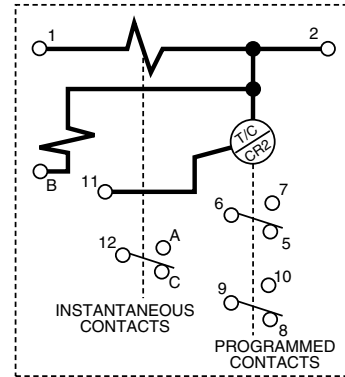 1
2
T/C
CR2
B
11
7
6
5
12
A
C
10
9
8
INSTANTANEOUS
CONTACTS
PROGRAMMED
CONTACTS